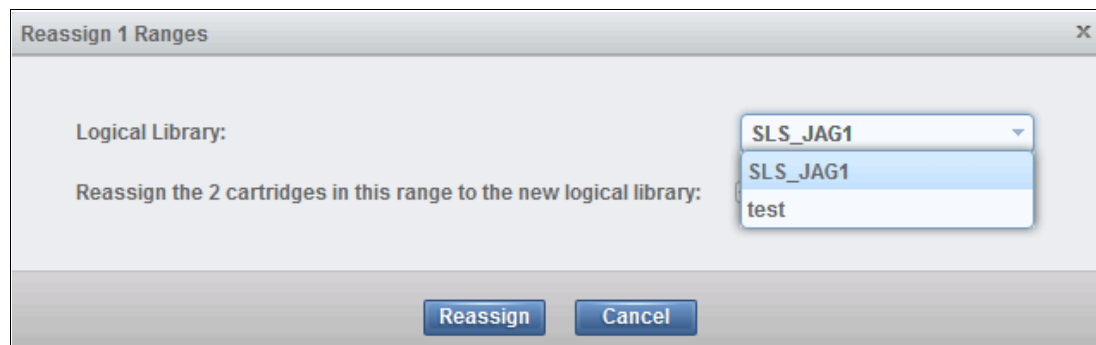 Reassign 1 Ranges x
Logical Library: SLS_JAG1
SLS_JAG1
Reassign the 2 cartridges in this range to the new logical library:
test
Reassign Cancel